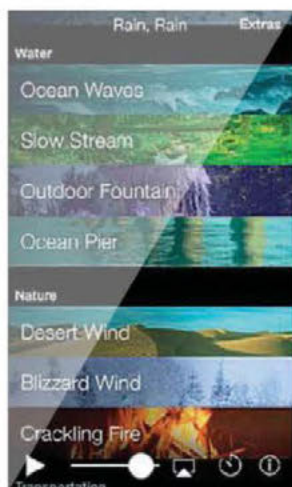 Rain, Rain Extras
Water
Ocean Waves
Slow Stream
Outdoor Fountain
Ocean Pier
Nature
Desert Wind
Blizzard Wind
Crackling Fire
Transportation